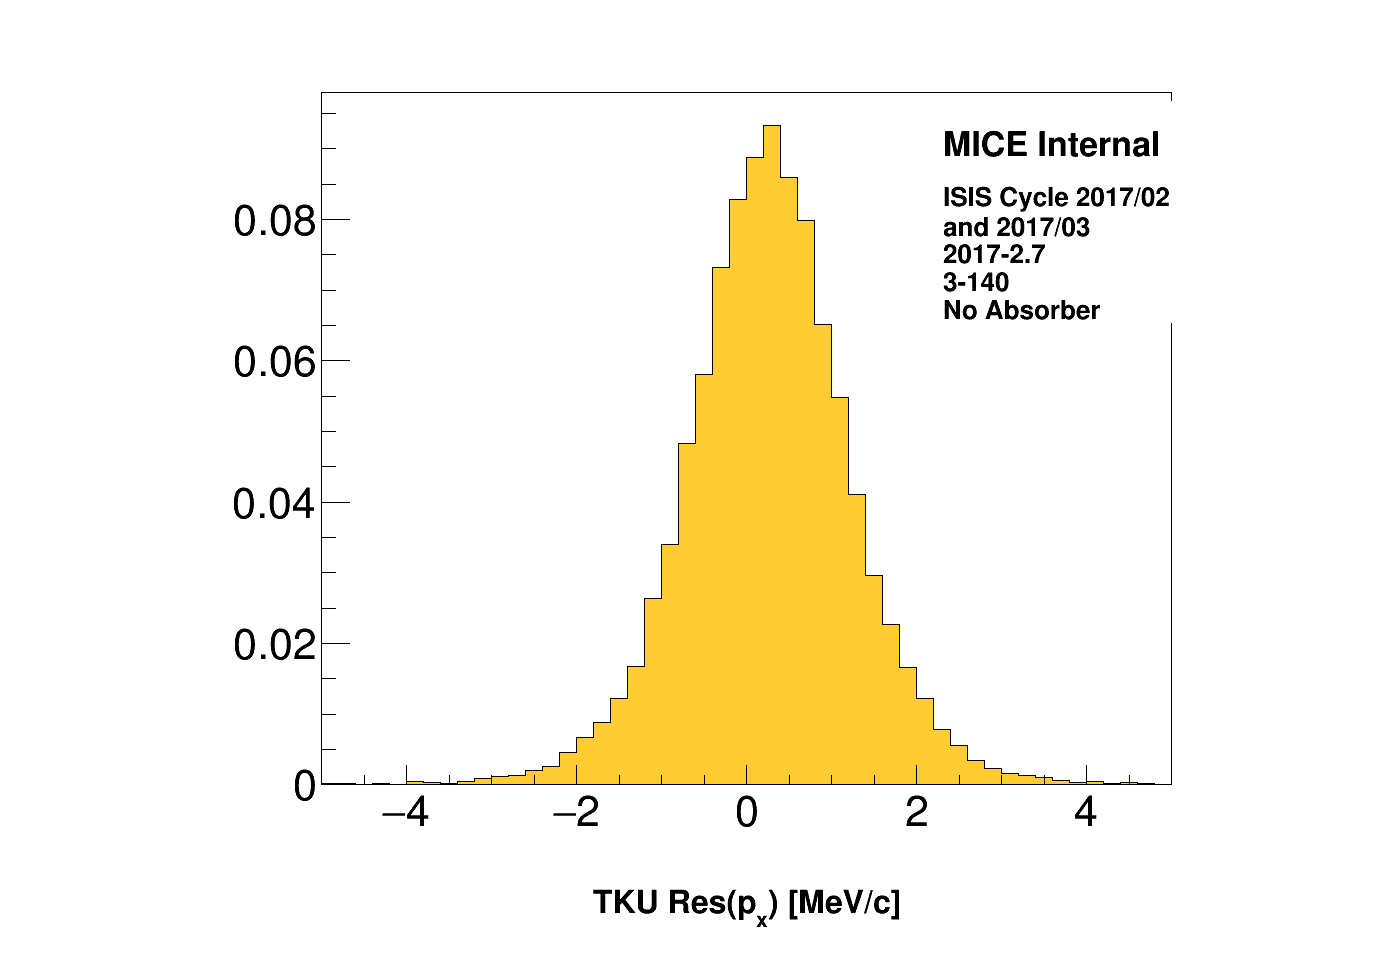 MICE Internal
ISIS Cycle 2017/02
and 2017/03
2017-2.7
3-140
No Absorber
0.08
0.06
0.04
0.02
0
−4 −2 0 2 4
TKU Res(px) [MeV/c]